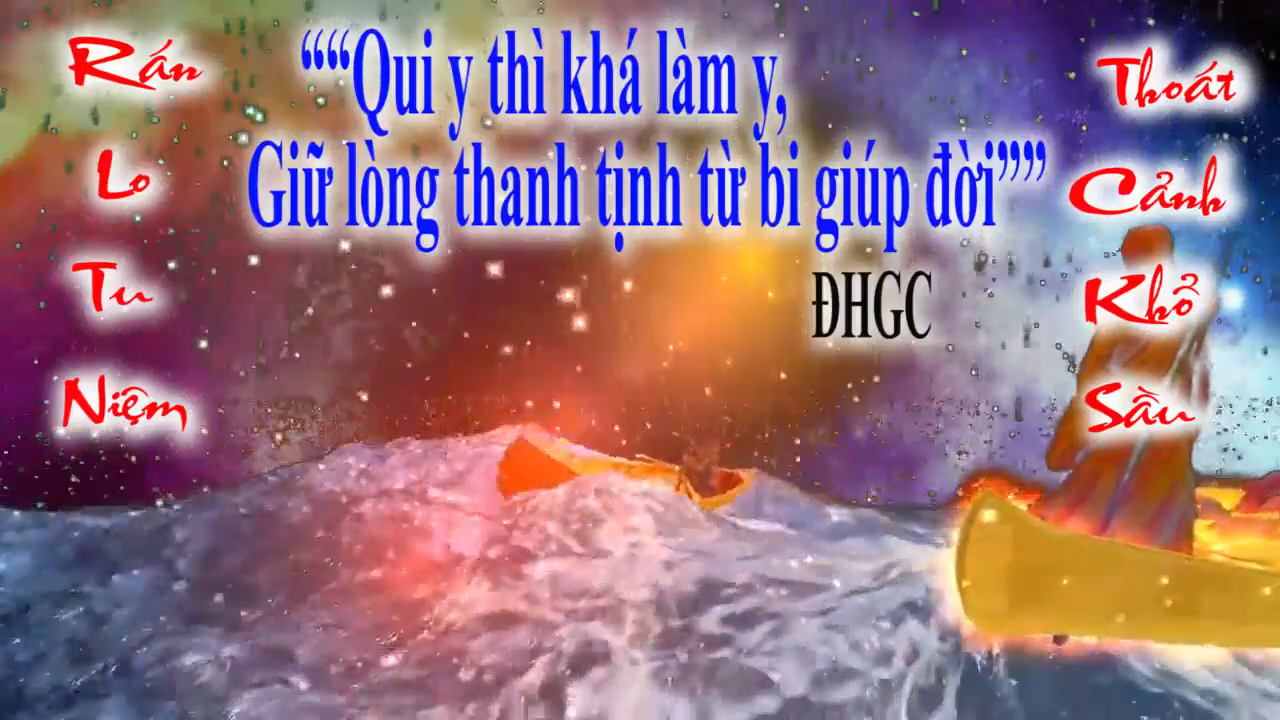 Rán
Lo
Tu
Niệm
““Qui y thì khá làm y,
Giữ lòng thanh tịnh từ bi giúp đời””
ĐHGC
Thoát
Cảnh
Khổ
Sầu